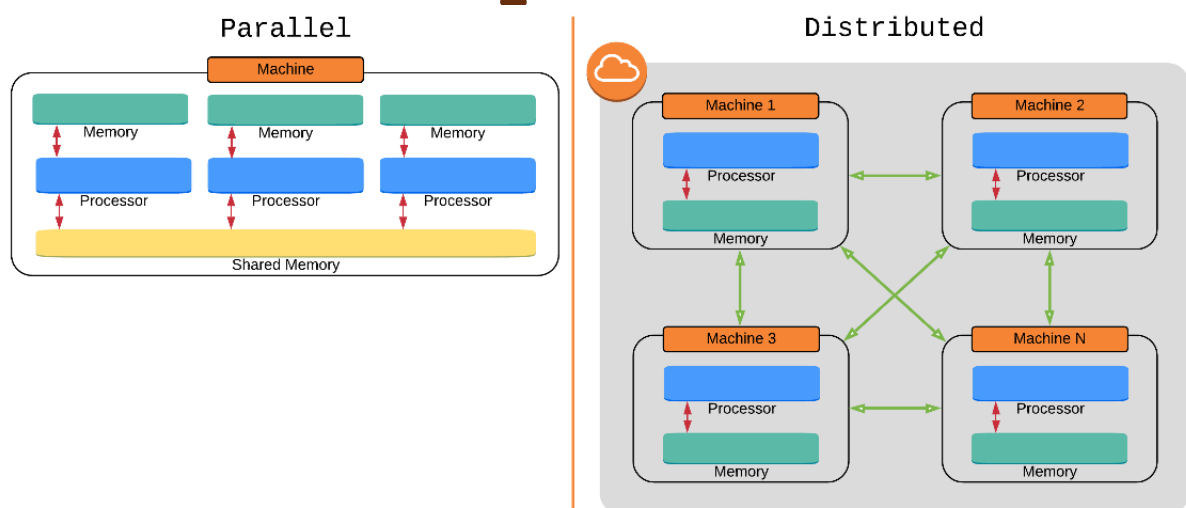 Parallel
Machine
Memory Memory Memory
Processor Processor Processor
Shared Memory
Distributed
Machine 1
Processor
Memory
Machine 2
Processor
Memory
Machine 3
Processor
Memory
Machine N
Processor
Memory